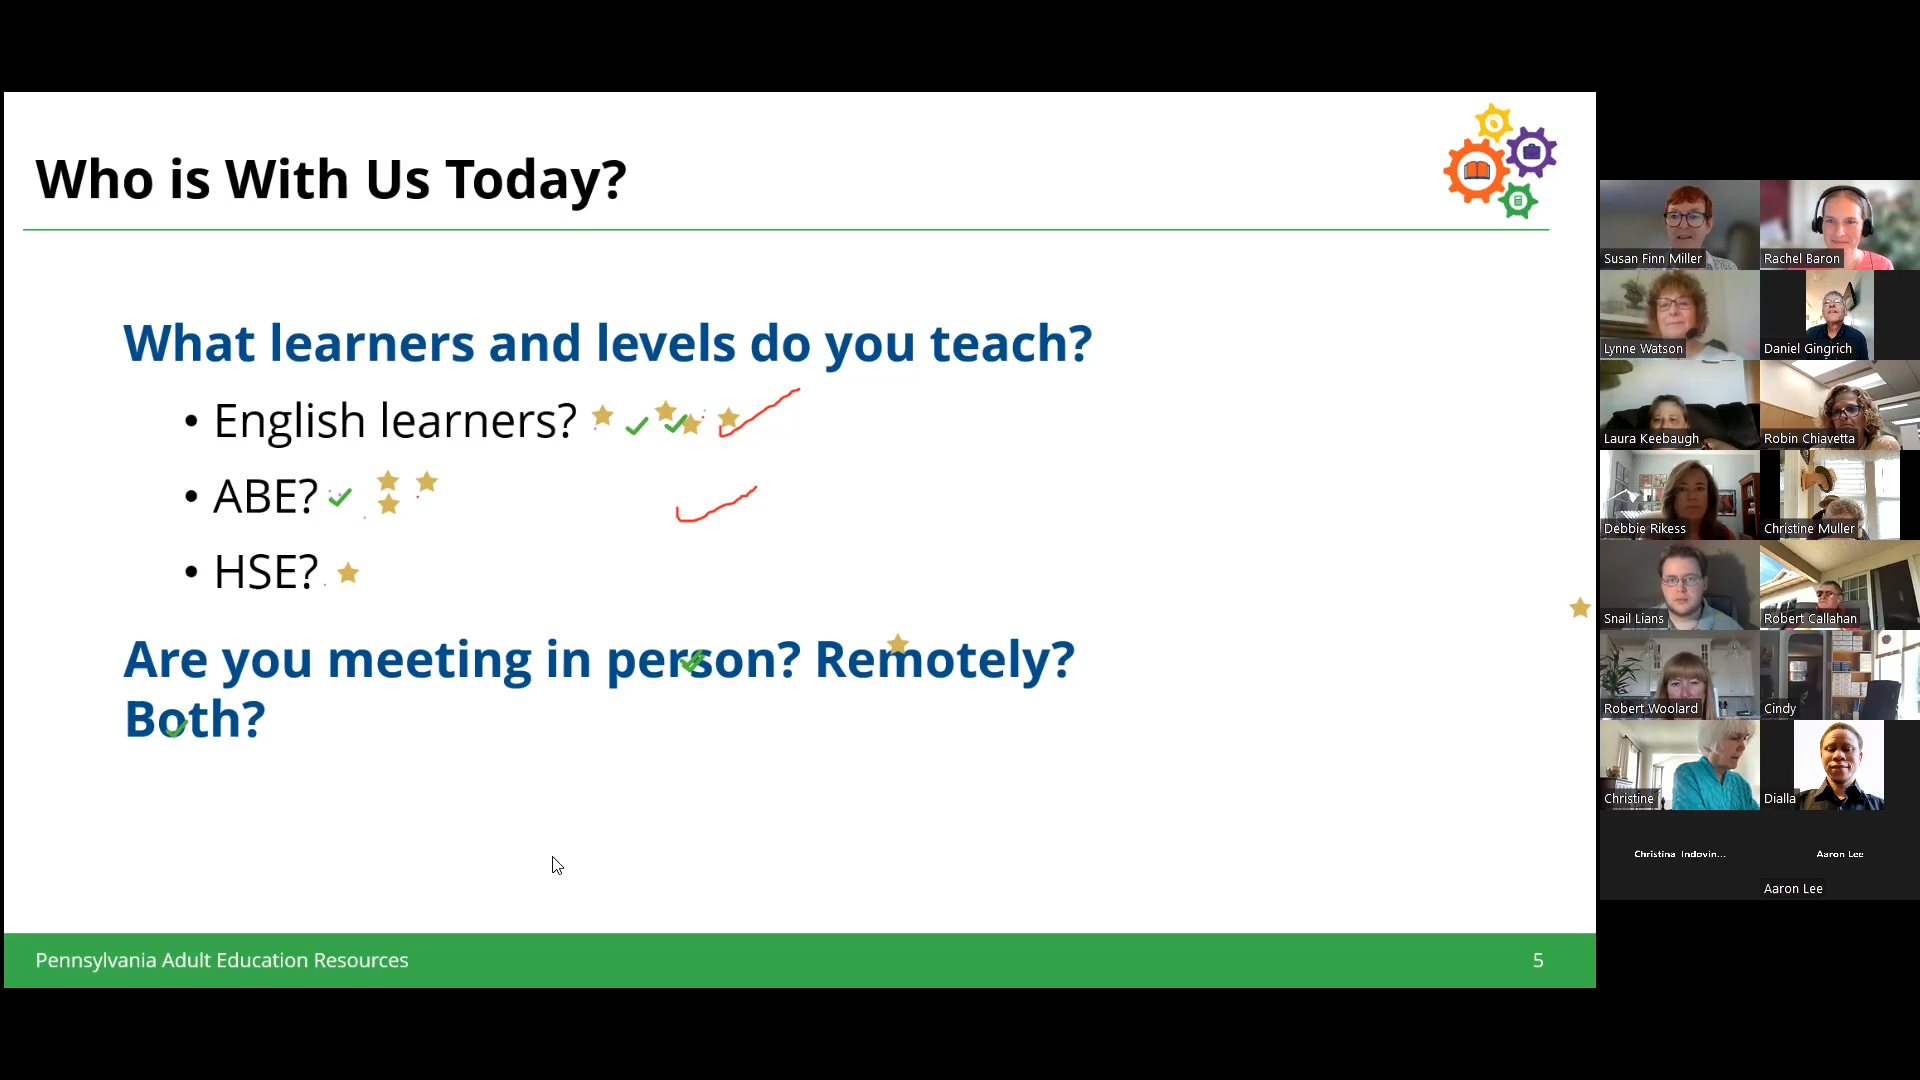 Who is With Us Today?
What learners and levels do you teach?
• English learners?
• ABE?
• HSE?
Are you meeting in person? Remotely?
Both?
Pennsylvania Adult Education Resources
5
Susan Finn Miller
Rachel Baron
Lynne Watson
Daniel Gingrich
Laura Keebaugh
Robin Chiavetta
Debbie Rikess
Christine Muller
Snail Lians
Robert Callahan
Robert Woolard
Cindy
Christine
Dialla
Christina Indovin...
Aaron Lee
Aaron Lee